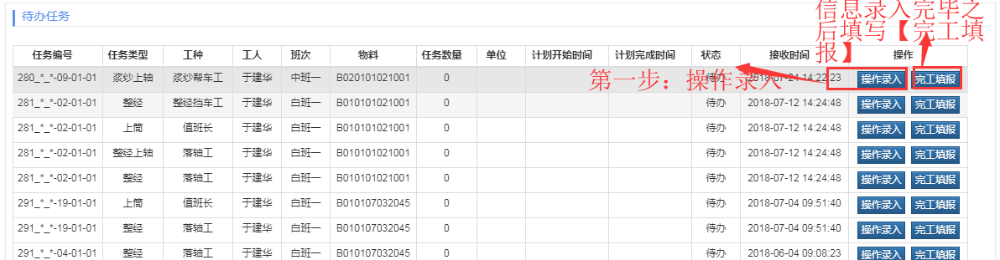 待办任务
信息录入完毕之
后填写【完工填
报】
任务编号 任务类型 工种 工人 班次 物料 任务数量 单位 计划开始时间 计划完成时间 状态 接收时间 操作
第一步：操作录入
280_*_*-09-01-01 浆纱上轴 浆纱帮车工 于建华 中班一 B020101021001 0 待办 2018-07-24 14:22:23 操作录入 完工填报
281_*_*-02-01-01 整经 整经挡车工 于建华 白班一 B010101021001 0 待办 2018-07-12 14:24:48 操作录入 完工填报
281_*_*-02-01-01 上筒 值班长 于建华 白班一 B010101021001 0 待办 2018-07-12 14:24:48 操作录入 完工填报
281_*_*-02-01-01 整经上轴 落轴工 于建华 白班一 B010101021001 0 待办 2018-07-12 14:24:48 操作录入 完工填报
281_*_*-02-01-01 整经 落轴工 于建华 白班一 B010101021001 0 待办 2018-07-12 14:24:48 操作录入 完工填报
291_*_*-19-01-01 上筒 值班长 于建华 白班一 B010107032045 0 待办 2018-07-04 09:51:40 操作录入 完工填报
291_*_*-19-01-01 整经 落轴工 于建华 白班一 B010107032045 0 待办 2018-07-04 09:51:40 操作录入 完工填报
291_*_*-04-01-01 整经 落轴工 于建华 白班一 B010107032045 0 待办 2018-06-04 09:08:23 操作录入 完工填报